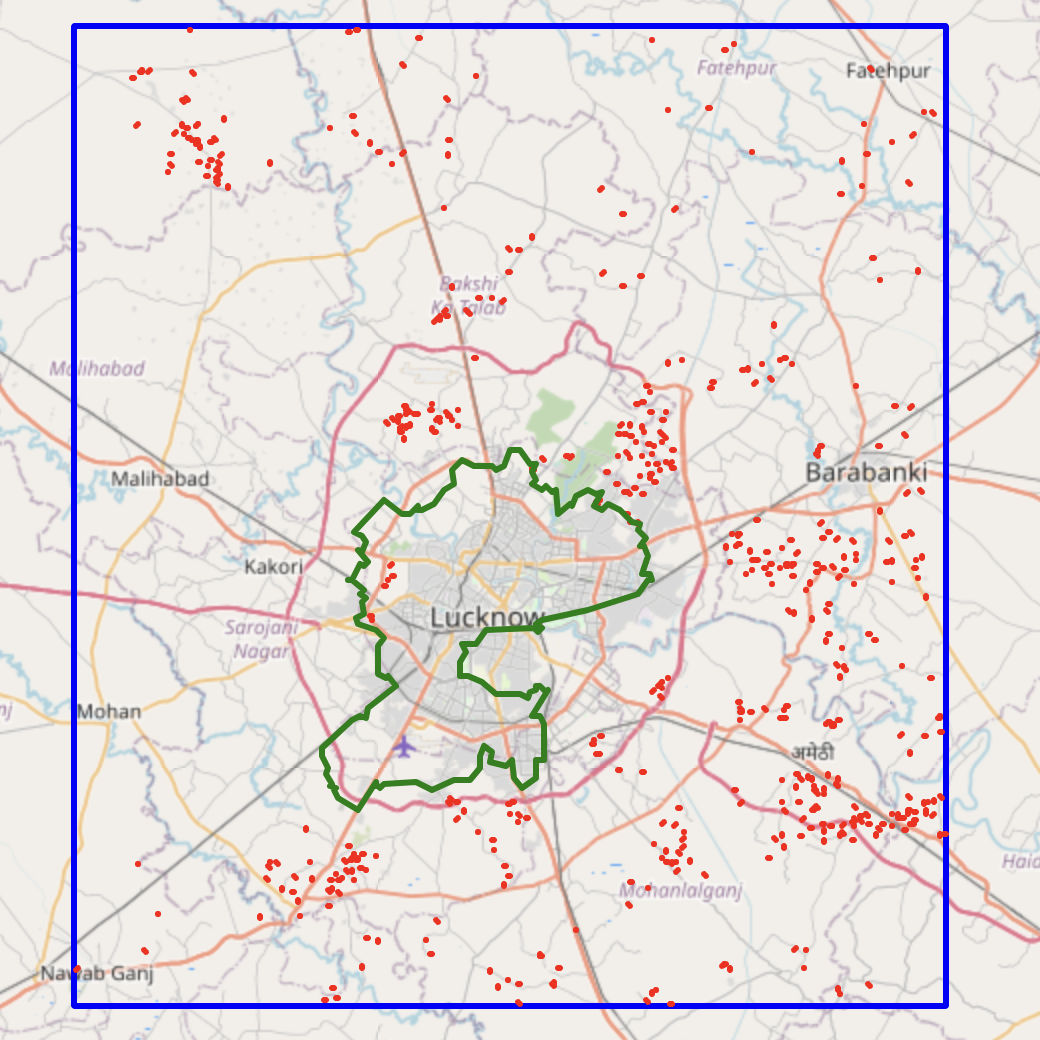 Fatehpur
Fatehpur
Bakshi
Ka Talab
Malihabad
Malihabad
Barabanki
Kakori
Lucknow
Sarojani
Nagar
Mohan
अमेठी
Mohanlalganj
Nawab Ganj